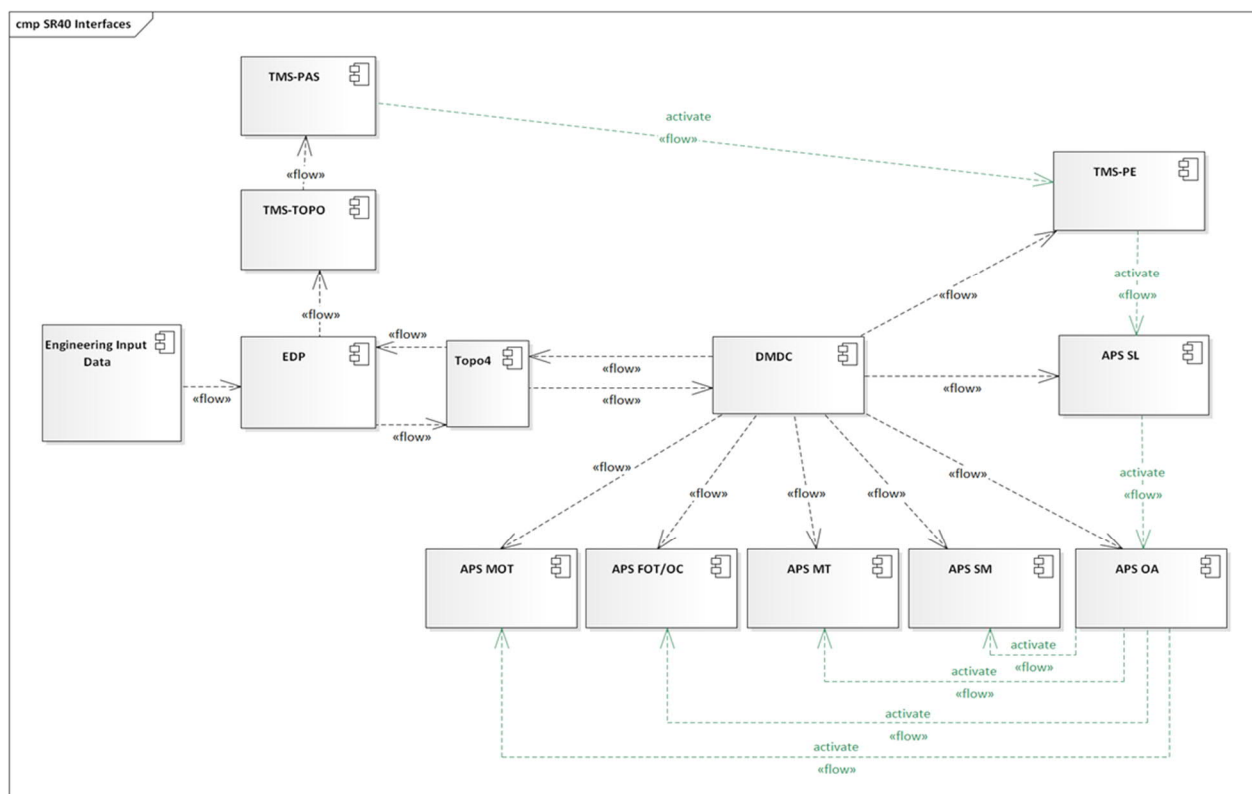 cmp SR40 Interfaces
TMS-PAS
activate
«flow»
TMS-PE
«flow»
TMS-TOPO
activate
«flow»
«flow»
«flow»
Engineering Input
Data
EDP
«flow»
Topo4
DMDC
APS SL
«flow»
«flow»
«flow»
«flow»
«flow»
activate
«flow»
«flow»
«flow»
«flow»
«flow»
«flow»
APS MOT
APS FOT/OC
APS MT
APS SM
APS OA
activate
«flow»
activate
«flow»
activate
«flow»
activate
«flow»